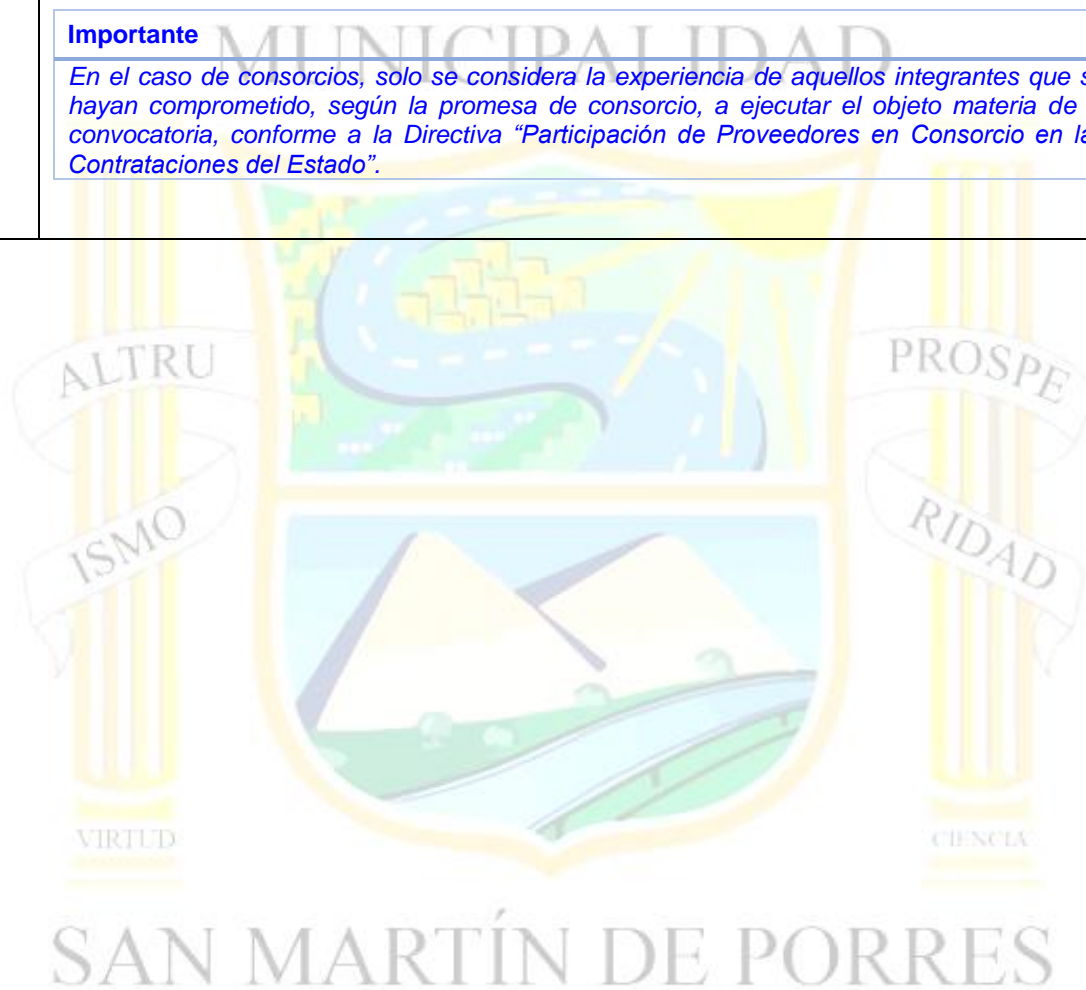 Importante
MUNICIPALIDAD
En el caso de consorcios, solo se considera la experiencia de aquellos integrantes que s
hayan comprometido, según la promesa de consorcio, a ejecutar el objeto materia de
convocatoria, conforme a la Directiva “Participación de Proveedores en Consorcio en la
Contrataciones del Estado”.
ALTRU
PROSPE
ISMO
RIDAD
VIRTUD
CIENCIA
SAN MARTÍN DE PORRES